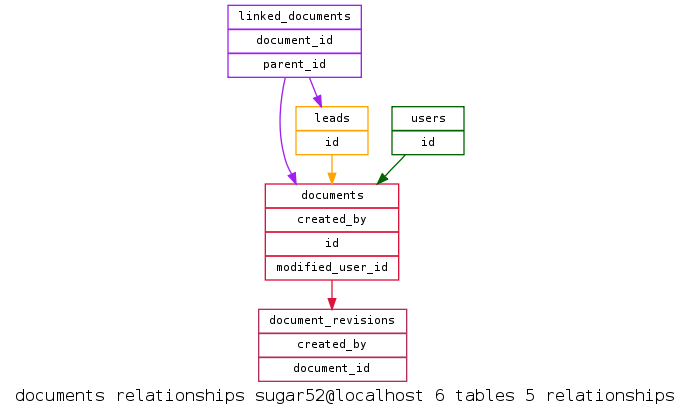 linked_documents
document_id
parent_id
leads
id
users
id
documents
created_by
id
modified_user_id
document_revisions
created_by
document_id
documents relationships sugar52@localhost 6 tables 5 relationships